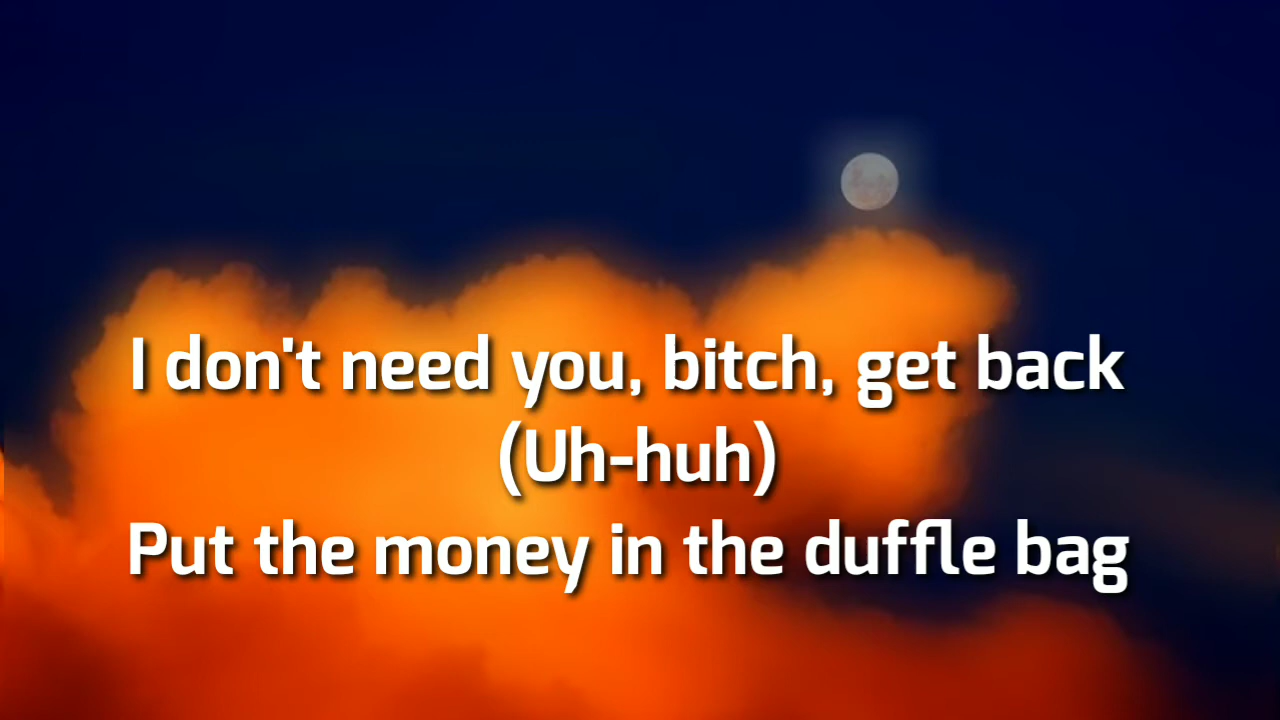 I don't need you, bitch, get back
(Uh-huh)
Put the money in the duffle bag